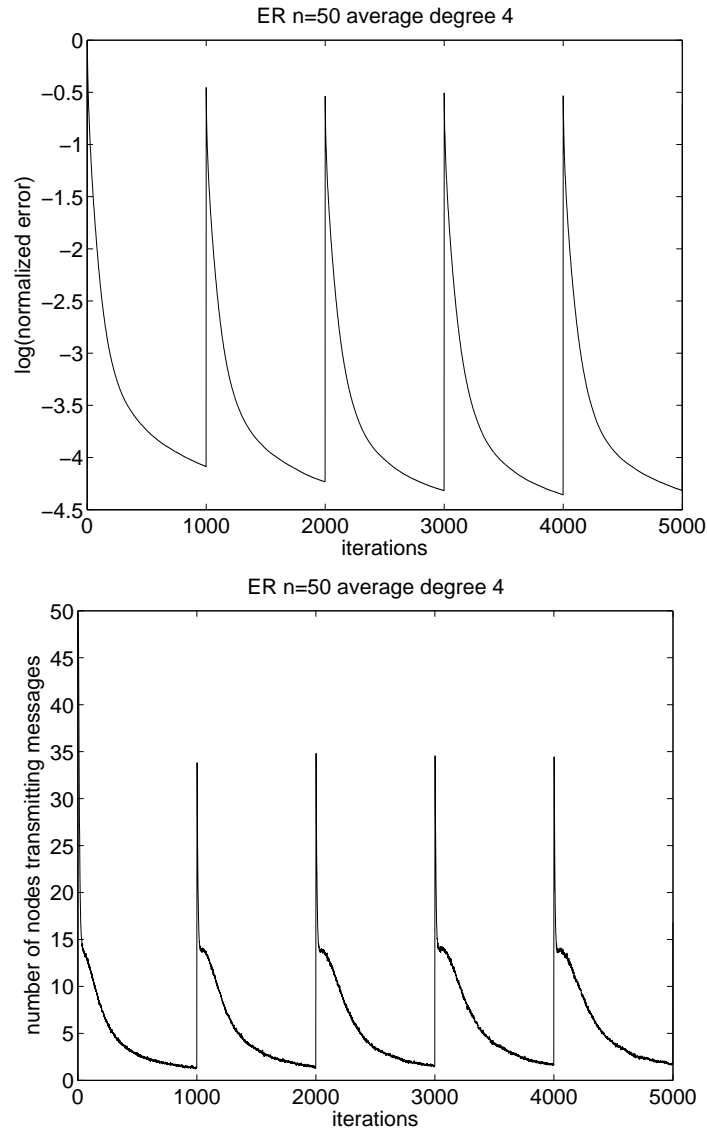 ER n=50 average degree 4
0
−0.5
−1
−1.5
−2
−2.5
−3
−3.5
−4
−4.5
log(normalized error)
0 1000 2000 3000 4000 5000
iterations
ER n=50 average degree 4
50
45
40
35
30
25
20
15
10
5
0
number of nodes transmitting messages
0 1000 2000 3000 4000 5000
iterations